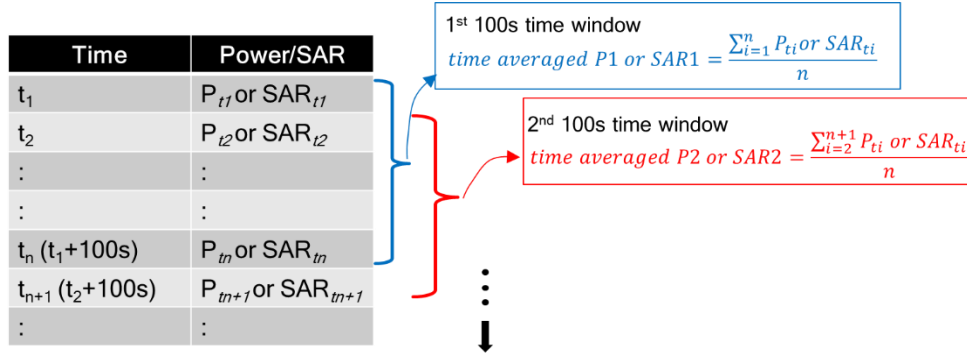 1st 100s time window
time averaged P1 or SAR1 = ∑ⁿᵢ₌₁ Pₜᵢ or SARₜᵢ / n
Time Power/SAR
t₁ Pₜ₁ or SARₜ₁
t₂ Pₜ₂ or SARₜ₂
: :
: :
tₙ (t₁+100s) Pₜₙ or SARₜₙ
tₙ₊₁ (t₂+100s) Pₜₙ₊₁ or SARₜₙ₊₁
: :
2nd 100s time window
time averaged P2 or SAR2 = ∑ⁿ⁺¹ᵢ₌₂ Pₜᵢ or SARₜᵢ / n